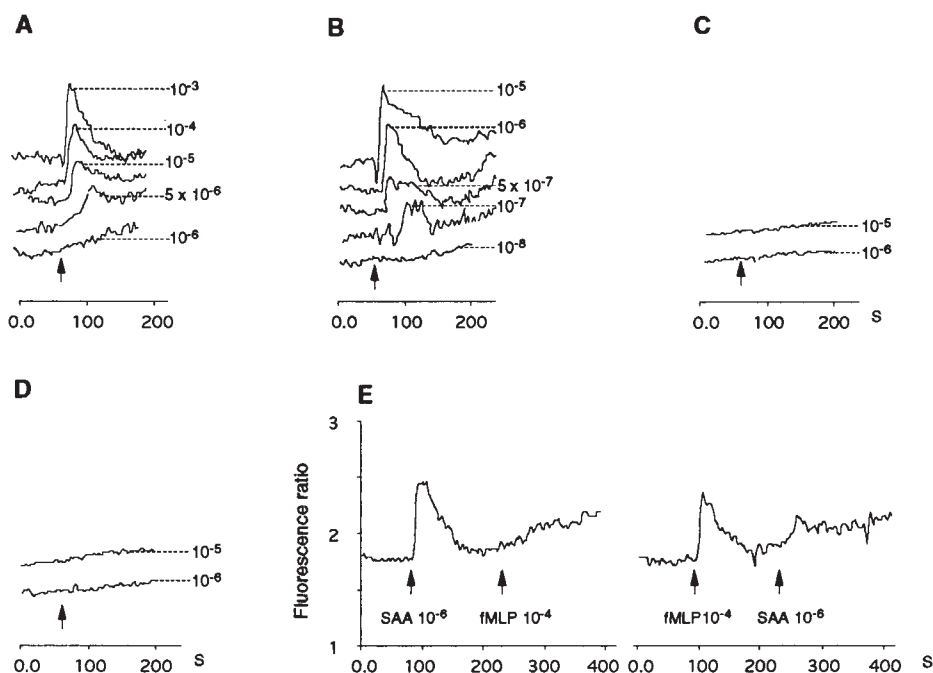 A
B
C
10-3
10-4
10-5
5 x 10-6
10-6
0.0 100 200
10-5
10-6
5 x 10-7
10-7
10-8
0.0 100 200
10-5
10-6
0.0 100 200 S
D
E
10-5
10-6
0.0 100 200 S
Fluorescence ratio
3
2
1
SAA 10-6
fMLP 10-4
0.0 100 200 300 400
fMLP10-4
SAA 10-6
0.0 100 200 300 400 S